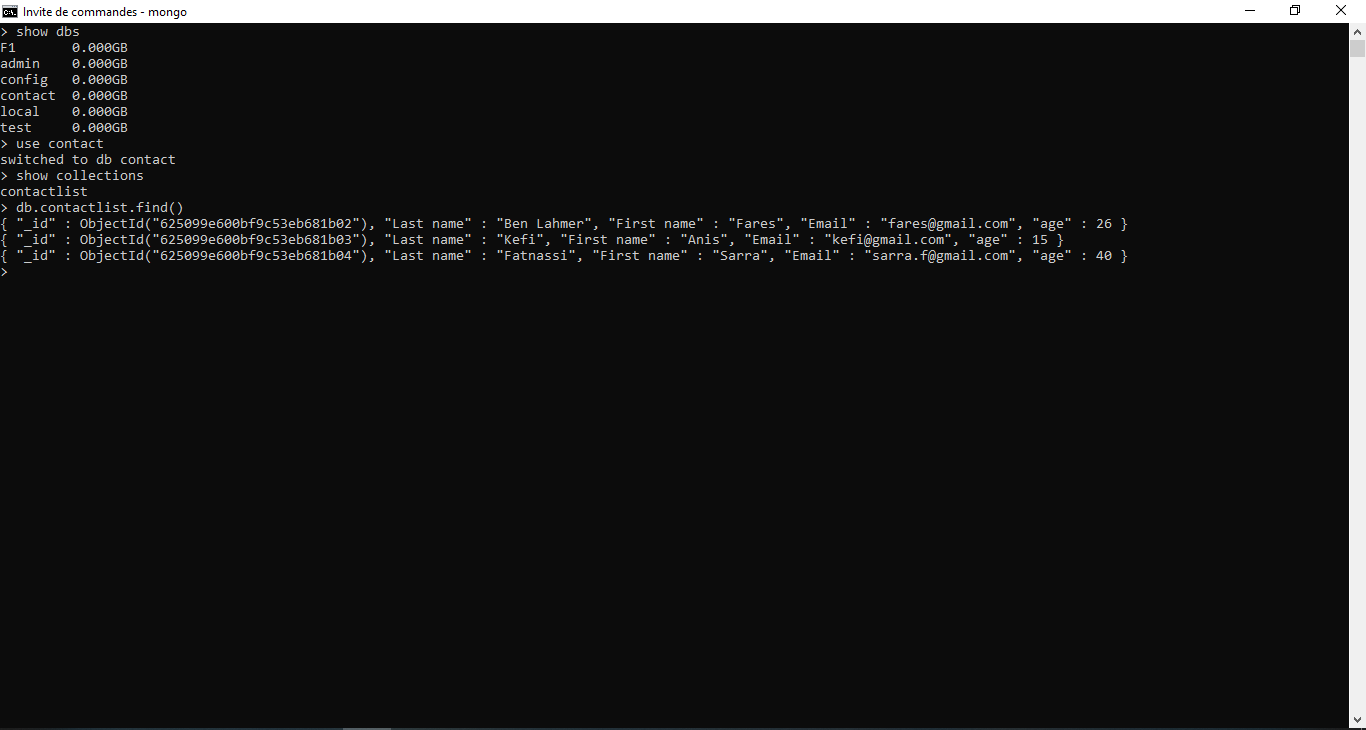 Invite de commandes - mongo
> show dbs
F1       0.000GB
admin    0.000GB
config   0.000GB
contact  0.000GB
local    0.000GB
test     0.000GB
> use contact
switched to db contact
> show collections
contactlist
> db.contactlist.find()
{ "_id" : ObjectId("625099e600bf9c53eb681b02"), "Last name" : "Ben Lahmer", "First name" : "Fares", "Email" : "fares@gmail.com", "age" : 26 }
{ "_id" : ObjectId("625099e600bf9c53eb681b03"), "Last name" : "Kefi", "First name" : "Anis", "Email" : "kefi@gmail.com", "age" : 15 }
{ "_id" : ObjectId("625099e600bf9c53eb681b04"), "Last name" : "Fatnassi", "First name" : "Sarra", "Email" : "sarra.f@gmail.com", "age" : 40 }
>